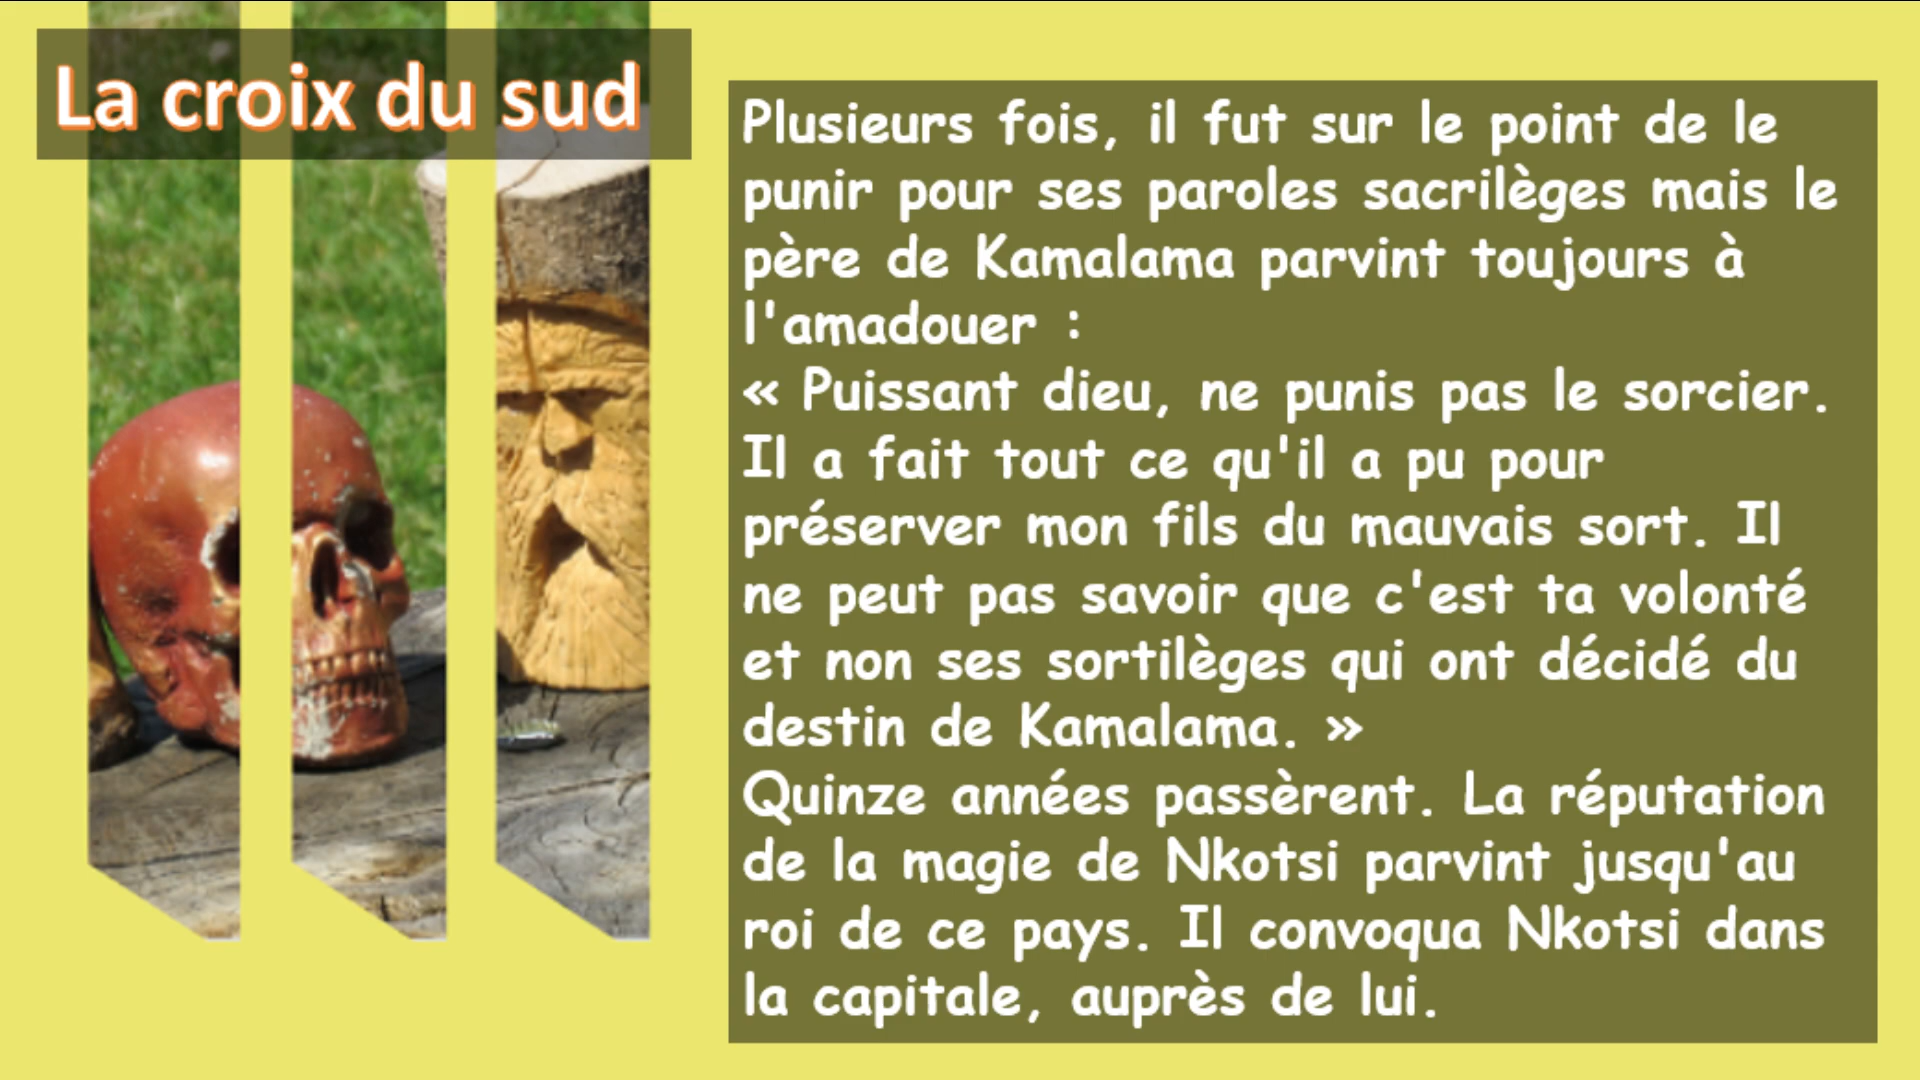 La croix du sud
Plusieurs fois, il fut sur le point de le
punir pour ses paroles sacrilèges mais le
père de Kamalama parvint toujours à
l'amadouer :
« Puissant dieu, ne punis pas le sorcier.
Il a fait tout ce qu'il a pu pour
préserver mon fils du mauvais sort. Il
ne peut pas savoir que c'est ta volonté
et non ses sortilèges qui ont décidé du
destin de Kamalama. »
Quinze années passèrent. La réputation
de la magie de Nkotsi parvint jusqu'au
roi de ce pays. Il convoqua Nkotsi dans
la capitale, auprès de lui.